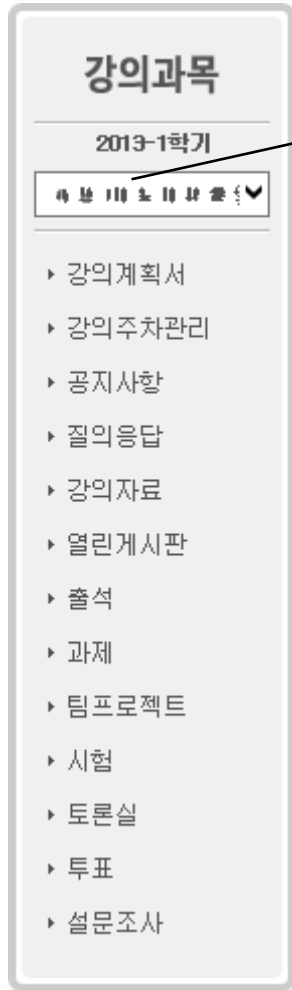 강의과목
2013-1학기
강의계획서
강의주차관리
공지사항
질의응답
강의자료
열린게시판
출석
과제
팀프로젝트
시험
토론실
투표
설문조사